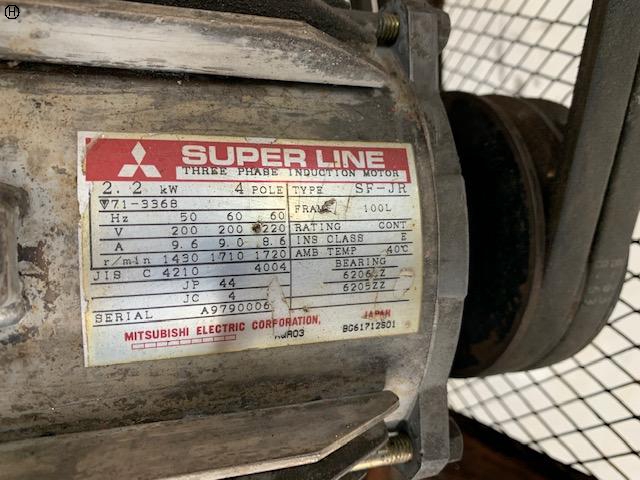 H
SUPER LINE
THREE PHASE INDUCTION MOTOR
2.2 kW 4 POLE TYPE SF-JR
▽71-3368 FRAME 100L
Hz 50 60 60 RATING CONT
V 200 200 220 INS CLASS E
A 9.6 9.0 8.6 AMB TEMP 40℃
r/min 1430 1710 1720 BEARING
JIS C 4210 4004 6206ZZ
JP 44 6205ZZ
JC 4
SERIAL A9790006
MITSUBISHI ELECTRIC CORPORATION, JAPAN
BG61712601